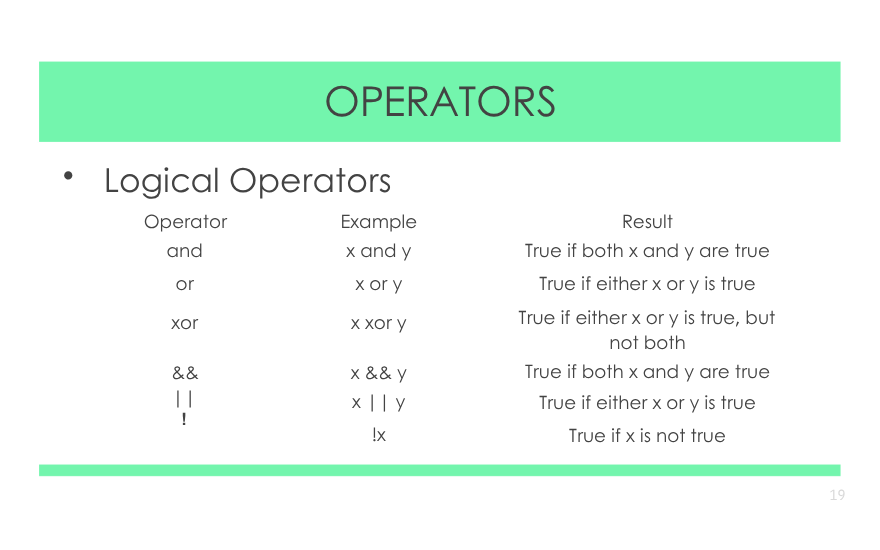 OPERATORS
• Logical Operators
Operator Example Result
and x and y True if both x and y are true
or x or y True if either x or y is true
xor x xor y True if either x or y is true, but
not both
&& x && y True if both x and y are true
|| x || y True if either x or y is true
! !x True if x is not true
19